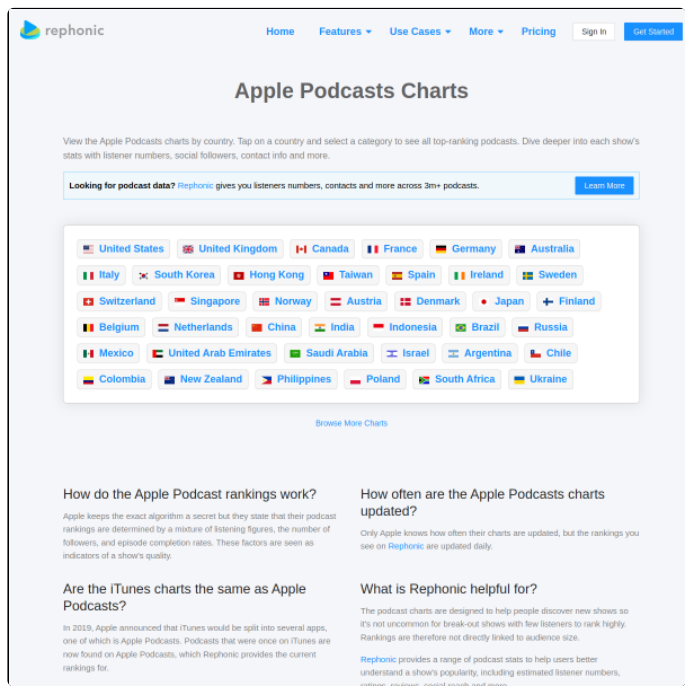 rephonic
Home Features Use Cases More Pricing Sign In Get Started
Apple Podcasts Charts
View the Apple Podcasts charts by country. Tap on a country and select a category to see all top-ranking podcasts. Dive deeper into each show's
stats with listener numbers, social followers, contact info and more.
Looking for podcast data? Rephonic gives you listeners numbers, contacts and more across 3m+ podcasts. Learn More
United States United Kingdom Canada France Germany Australia
Italy South Korea Hong Kong Taiwan Spain Ireland Sweden
Switzerland Singapore Norway Austria Denmark Japan Finland
Belgium Netherlands China India Indonesia Brazil Russia
Mexico United Arab Emirates Saudi Arabia Israel Argentina Chile
Colombia New Zealand Philippines Poland South Africa Ukraine
Browse More Charts
How do the Apple Podcast rankings work?
Apple keeps the exact algorithm a secret but they state that their podcast
rankings are determined by a mixture of listening figures, the number of
followers, and episode completion rates. These factors are seen as
indicators of a show's quality.
How often are the Apple Podcasts charts
updated?
Only Apple knows how often their charts are updated, but the rankings you
see on Rephonic are updated daily.
Are the iTunes charts the same as Apple
Podcasts?
In 2019, Apple announced that iTunes would be split into several apps,
one of which is Apple Podcasts. Podcasts that were once on iTunes are
now found on Apple Podcasts, which Rephonic provides the current
rankings for.
What is Rephonic helpful for?
The podcast charts are designed to help people discover new shows so
it's not uncommon for break-out shows with few listeners to rank highly.
Rankings are therefore not directly linked to audience size.
Rephonic provides a range of podcast stats to help users better
understand a show's popularity, including estimated listener numbers,
ratings, reviews, social reach and more.